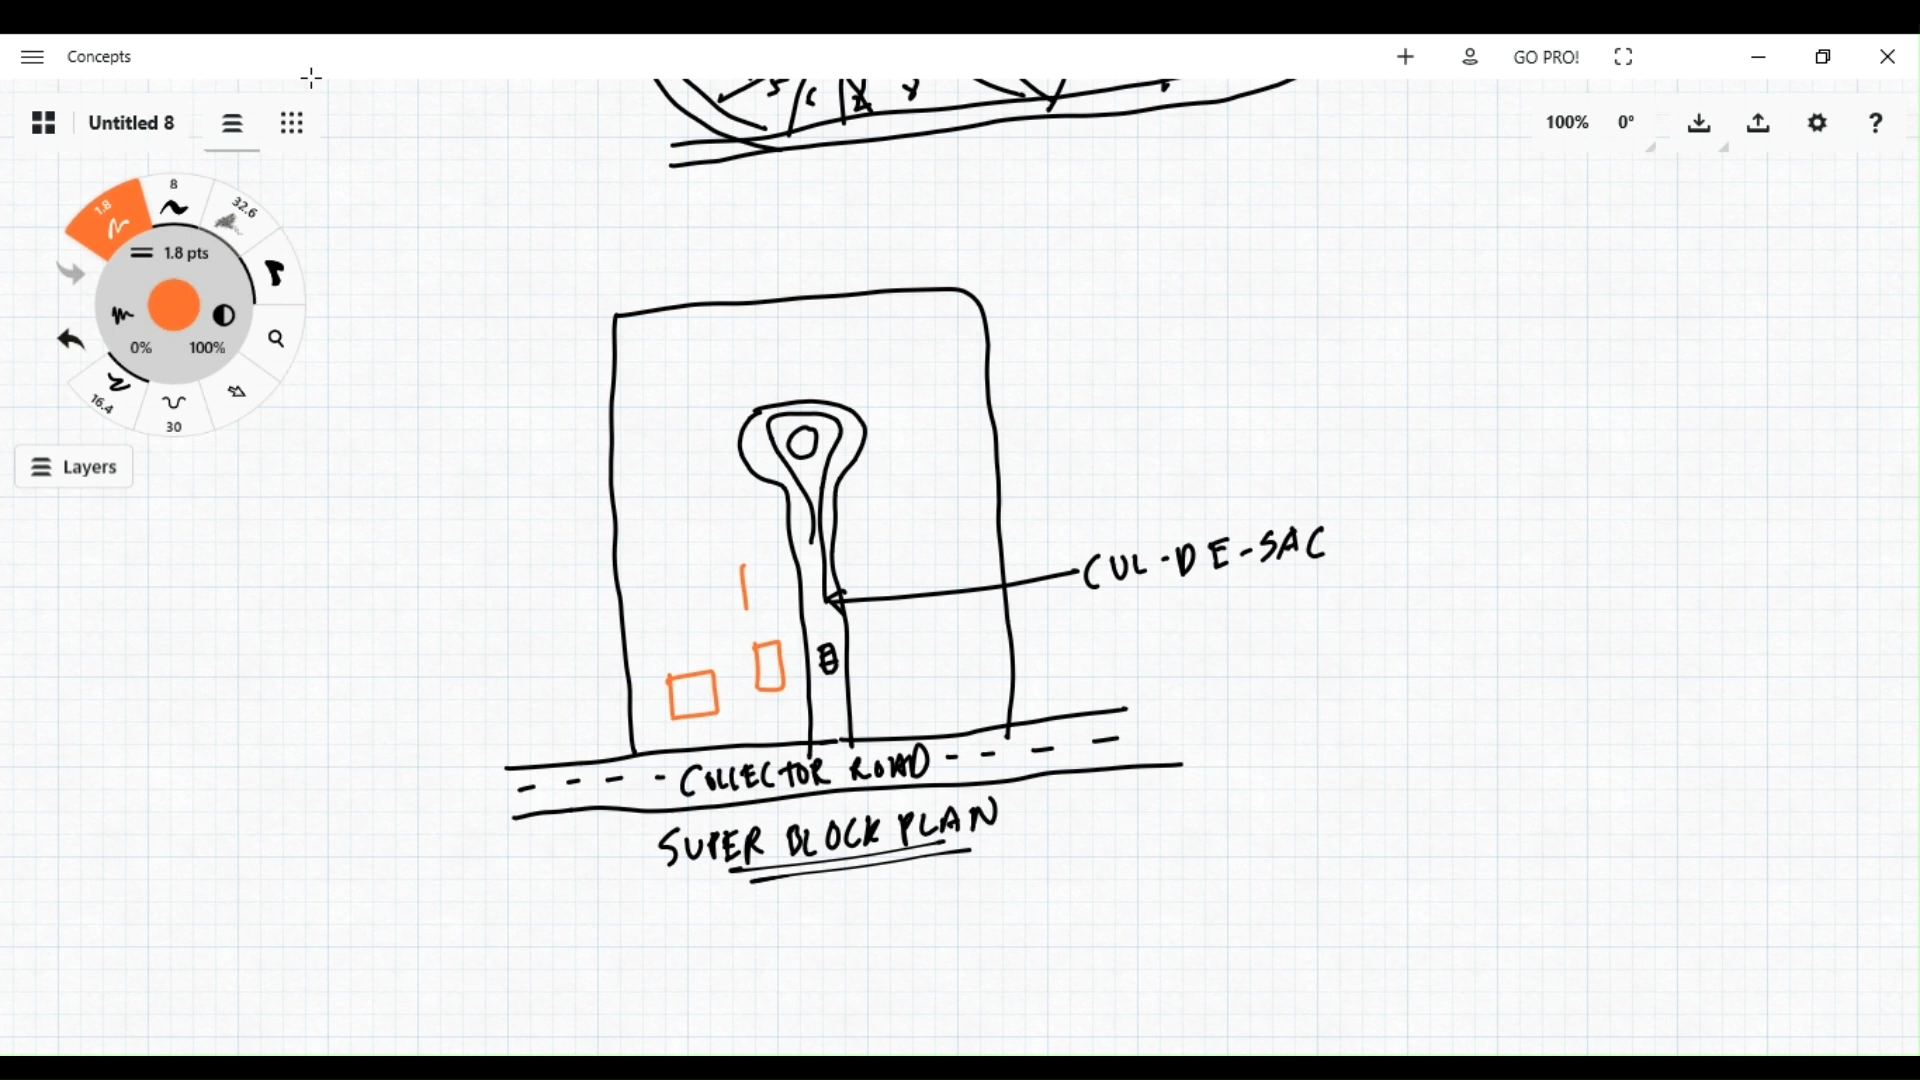 Concepts
GO PRO!
Untitled 8
100% 0°
8
1.8
32.6
1.8 pts
0% 100%
16.4
30
Layers
CUL-DE-SAC
COLLECTOR ROAD
SUPER BLOCK PLAN